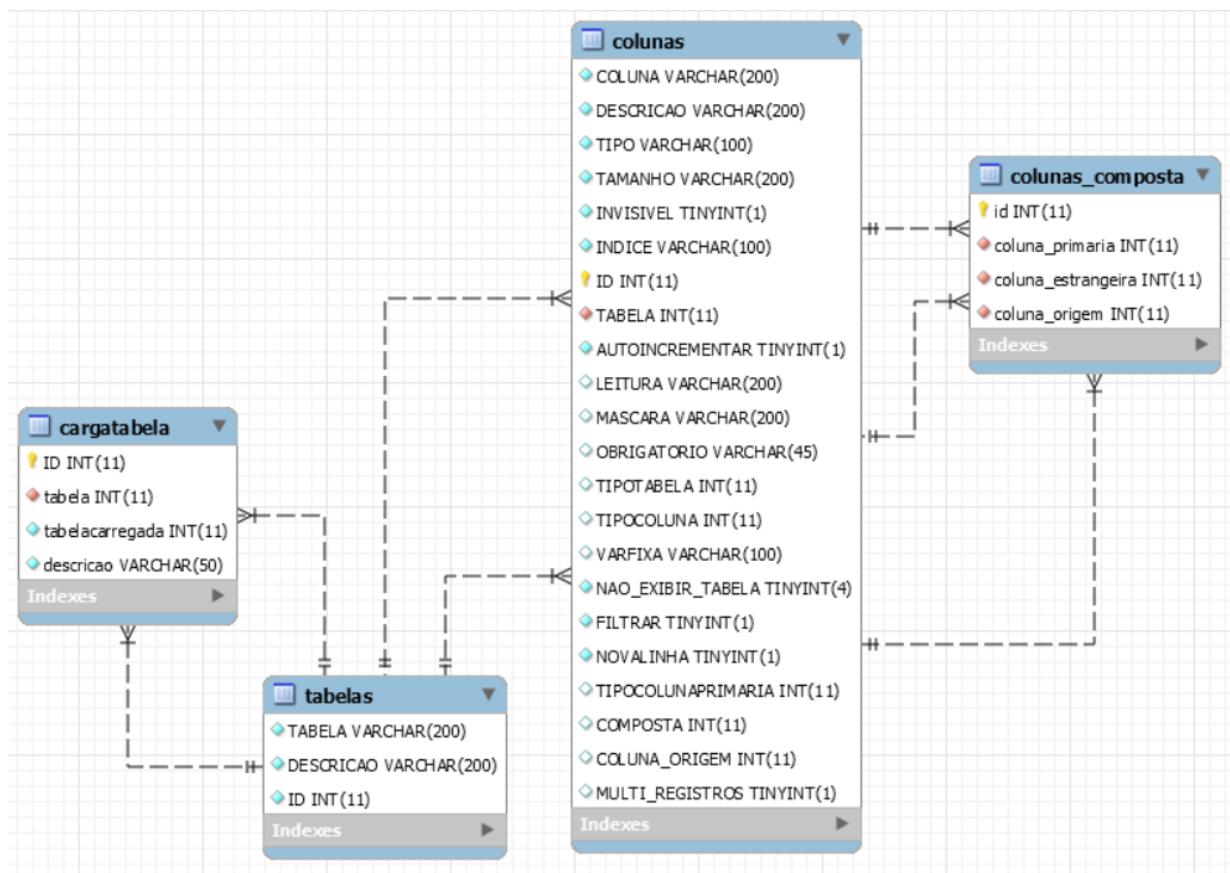 colunas
COLUNA VARCHAR(200)
DESCRICAO VARCHAR(200)
TIPO VARCHAR(100)
TAMANHO VARCHAR(200)
INVISIVEL TINYINT(1)
INDICE VARCHAR(100)
ID INT(11)
TABELA INT(11)
AUTOINCREMENTAR TINYINT(1)
LEITURA VARCHAR(200)
MASCARA VARCHAR(200)
OBRIGATORIO VARCHAR(45)
TIPOTABELA INT(11)
TIPOCOLUNA INT(11)
VARFIXA VARCHAR(100)
NAO_EXIBIR_TABELA TINYINT(4)
FILTRAR TINYINT(1)
NOVALINHA TINYINT(1)
TIPOCOLUNAPRIMARIA INT(11)
COMPOSTA INT(11)
COLUNA_ORIGEM INT(11)
MULTI_REGISTROS TINYINT(1)
Indexes
colunas_composta
id INT(11)
coluna_primaria INT(11)
coluna_estrangeira INT(11)
coluna_origem INT(11)
Indexes
cargatabela
ID INT(11)
tabela INT(11)
tabelacarregada INT(11)
descricao VARCHAR(50)
Indexes
tabelas
TABELA VARCHAR(200)
DESCRICAO VARCHAR(200)
ID INT(11)
Indexes